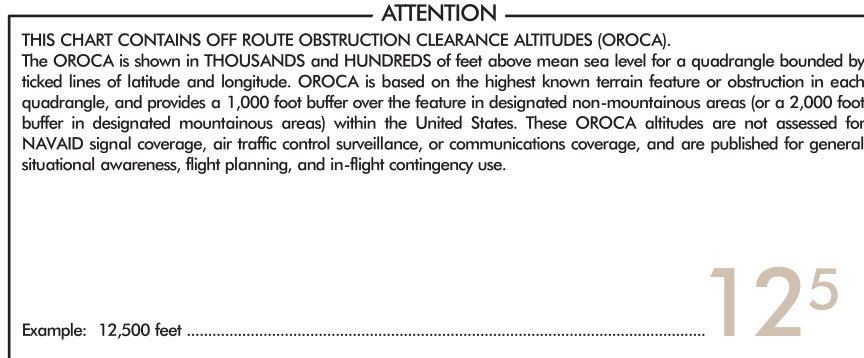 ATTENTION
THIS CHART CONTAINS OFF ROUTE OBSTRUCTION CLEARANCE ALTITUDES (OROCA).
The OROCA is shown in THOUSANDS and HUNDREDS of feet above mean sea level for a quadrangle bounded by
ticked lines of latitude and longitude. OROCA is based on the highest known terrain feature or obstruction in each
quadrangle, and provides a 1,000 foot buffer over the feature in designated non-mountainous areas (or a 2,000 foot
buffer in designated mountainous areas) within the United States. These OROCA altitudes are not assessed for
NAVAID signal coverage, air traffic control surveillance, or communications coverage, and are published for general
situational awareness, flight planning, and in-flight contingency use.
Example: 12,500 feet ........................................................................................................ 12⁵